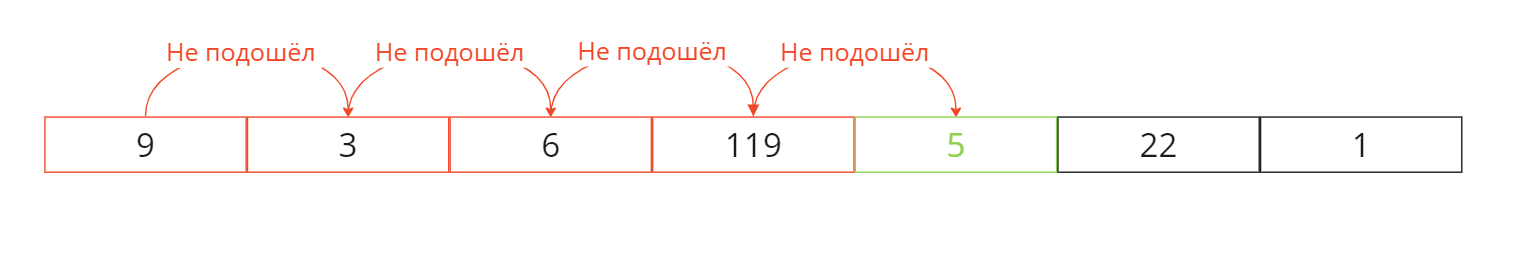 Не подошёл Не подошёл Не подошёл Не подошёл
9 3 6 119 5 22 1